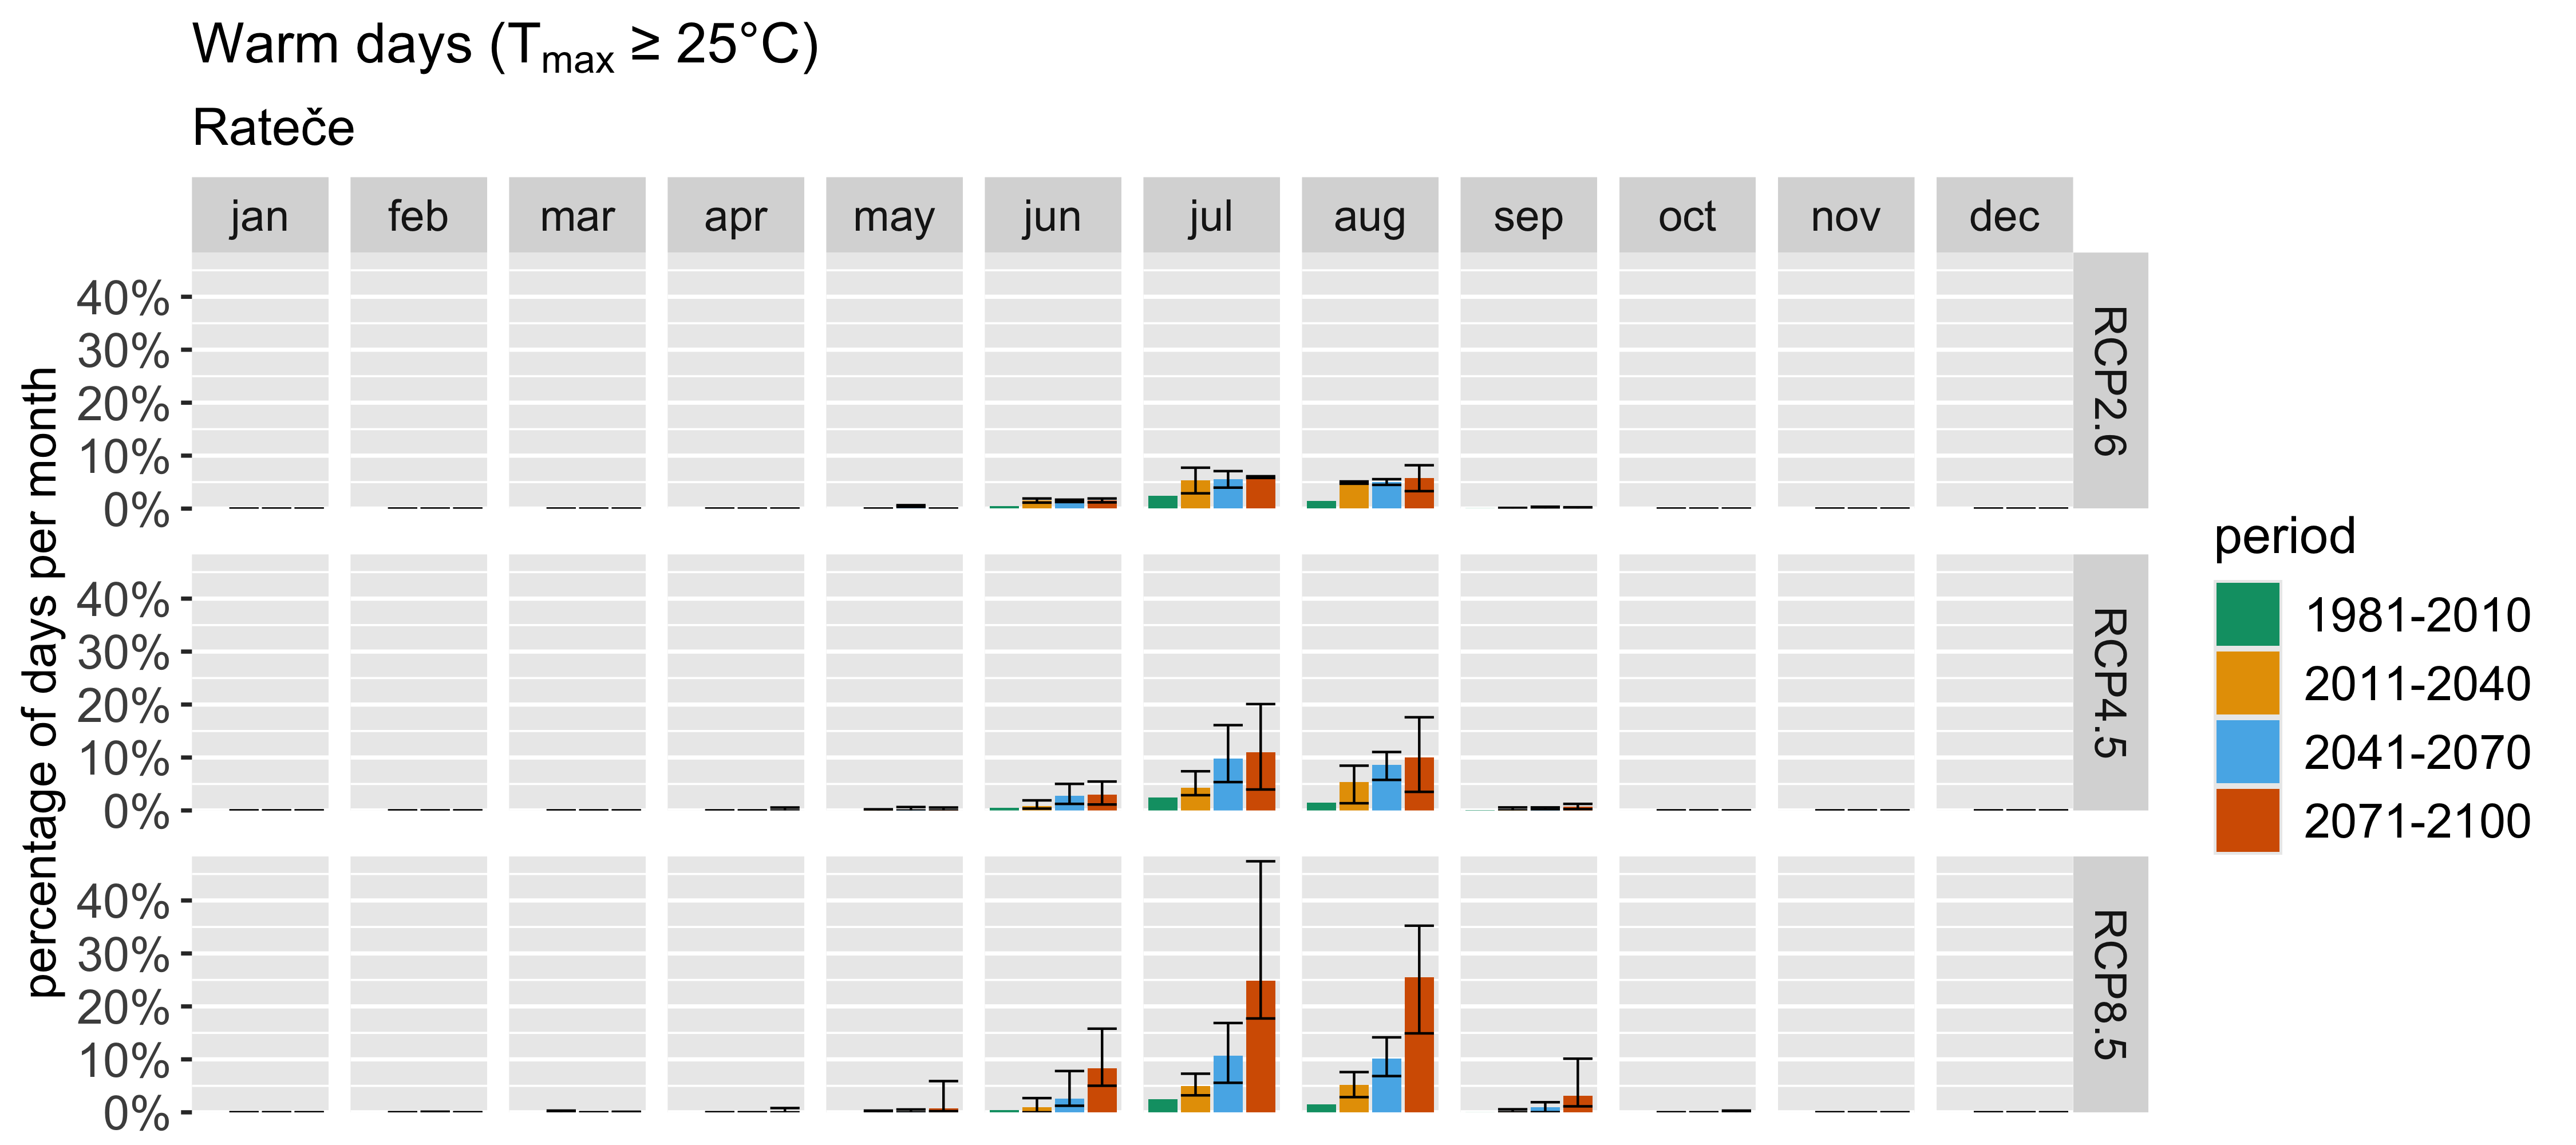 Warm days (Tmax ≥ 25°C)
Rateče
jan feb mar apr may jun jul aug sep oct nov dec
percentage of days per month
40%
30%
20%
10%
0%
RCP2.6
40%
30%
20%
10%
0%
RCP4.5
40%
30%
20%
10%
0%
RCP8.5
period
1981-2010
2011-2040
2041-2070
2071-2100